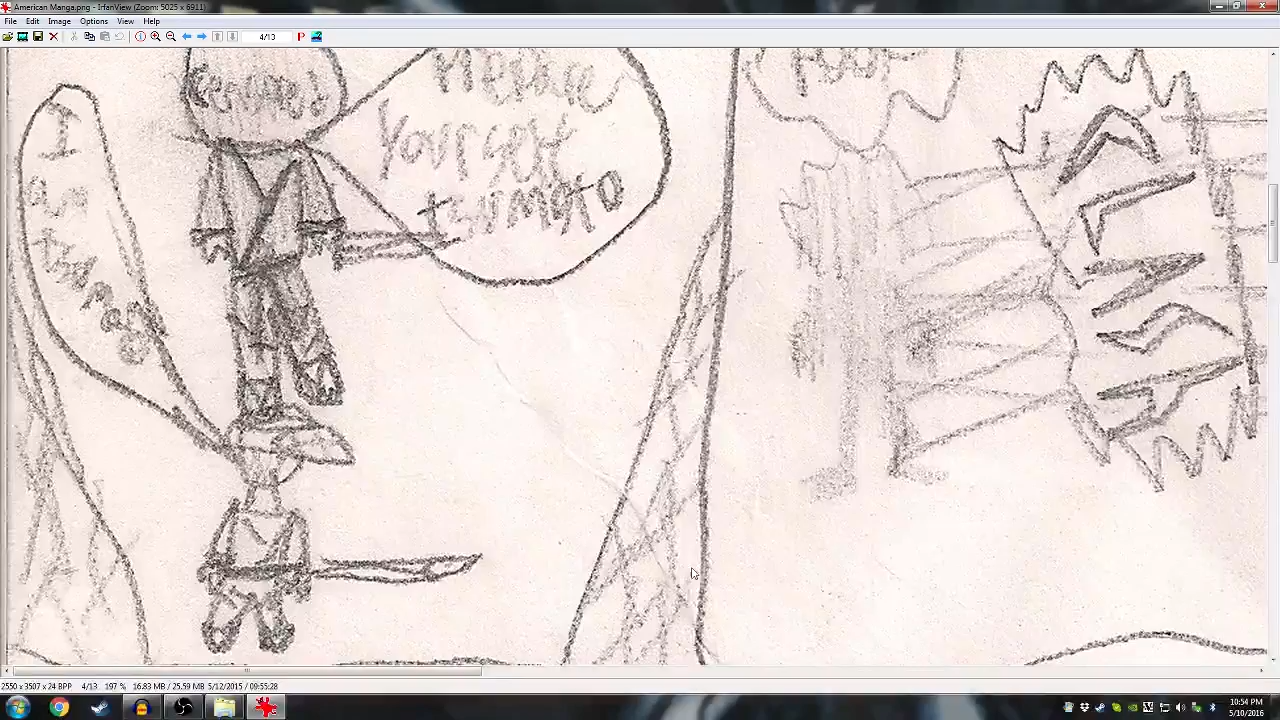 American Manga.png - IrfanView (Zoom: 5025 x 6911)
File Edit Image Options View Help
4/13
yourself
tsumoto
I
am
2550 x 3507 x 24 BPP 4/13 197 % 16.83 MB / 25.59 MB 5/12/2015 / 09:55:28
10:54 PM
5/10/2016